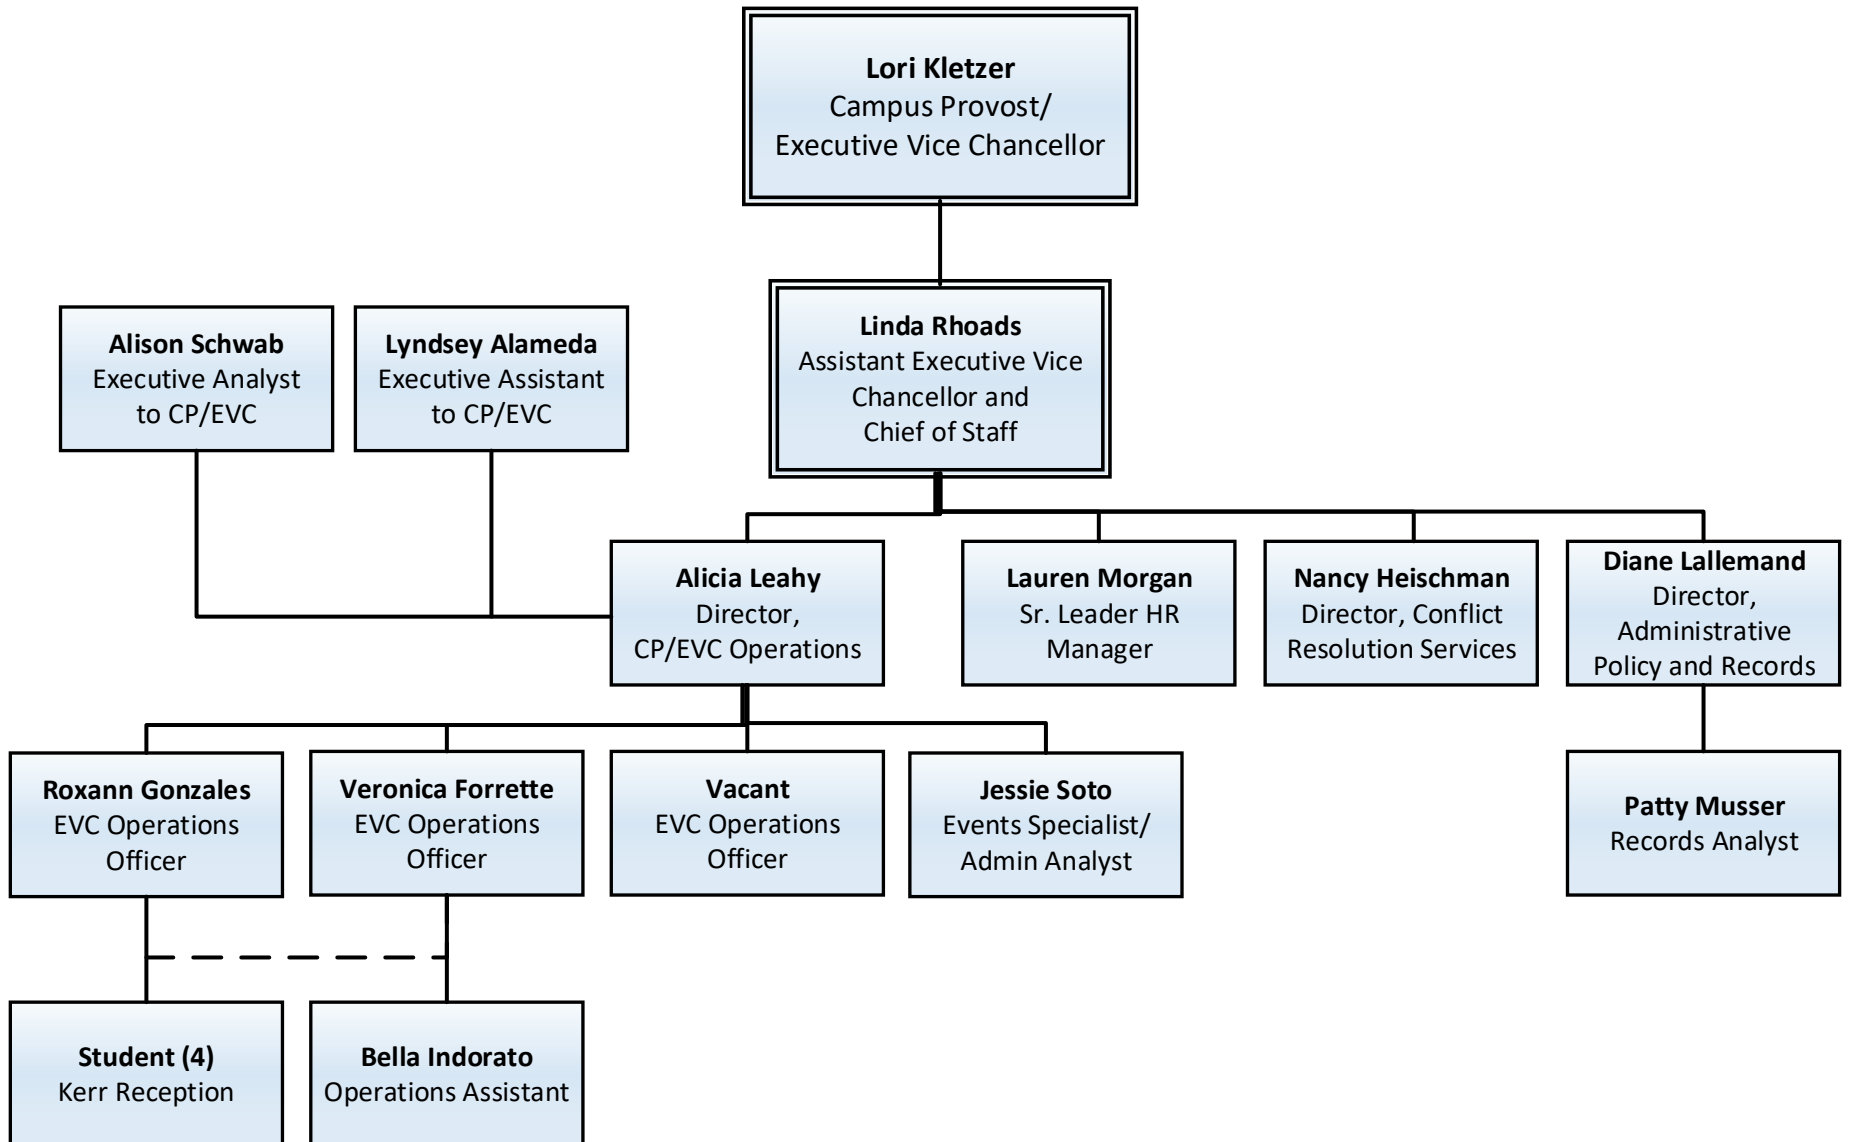 Lori Kletzer
Campus Provost/
Executive Vice Chancellor
Alison Schwab
Executive Analyst
to CP/EVC
Lyndsey Alameda
Executive Assistant
to CP/EVC
Linda Rhoads
Assistant Executive Vice
Chancellor and
Chief of Staff
Alicia Leahy
Director,
CP/EVC Operations
Lauren Morgan
Sr. Leader HR
Manager
Nancy Heischman
Director, Conflict
Resolution Services
Diane Lallemand
Director,
Administrative
Policy and Records
Roxann Gonzales
EVC Operations
Officer
Veronica Forrette
EVC Operations
Officer
Vacant
EVC Operations
Officer
Jessie Soto
Events Specialist/
Admin Analyst
Patty Musser
Records Analyst
Student (4)
Kerr Reception
Bella Indorato
Operations Assistant